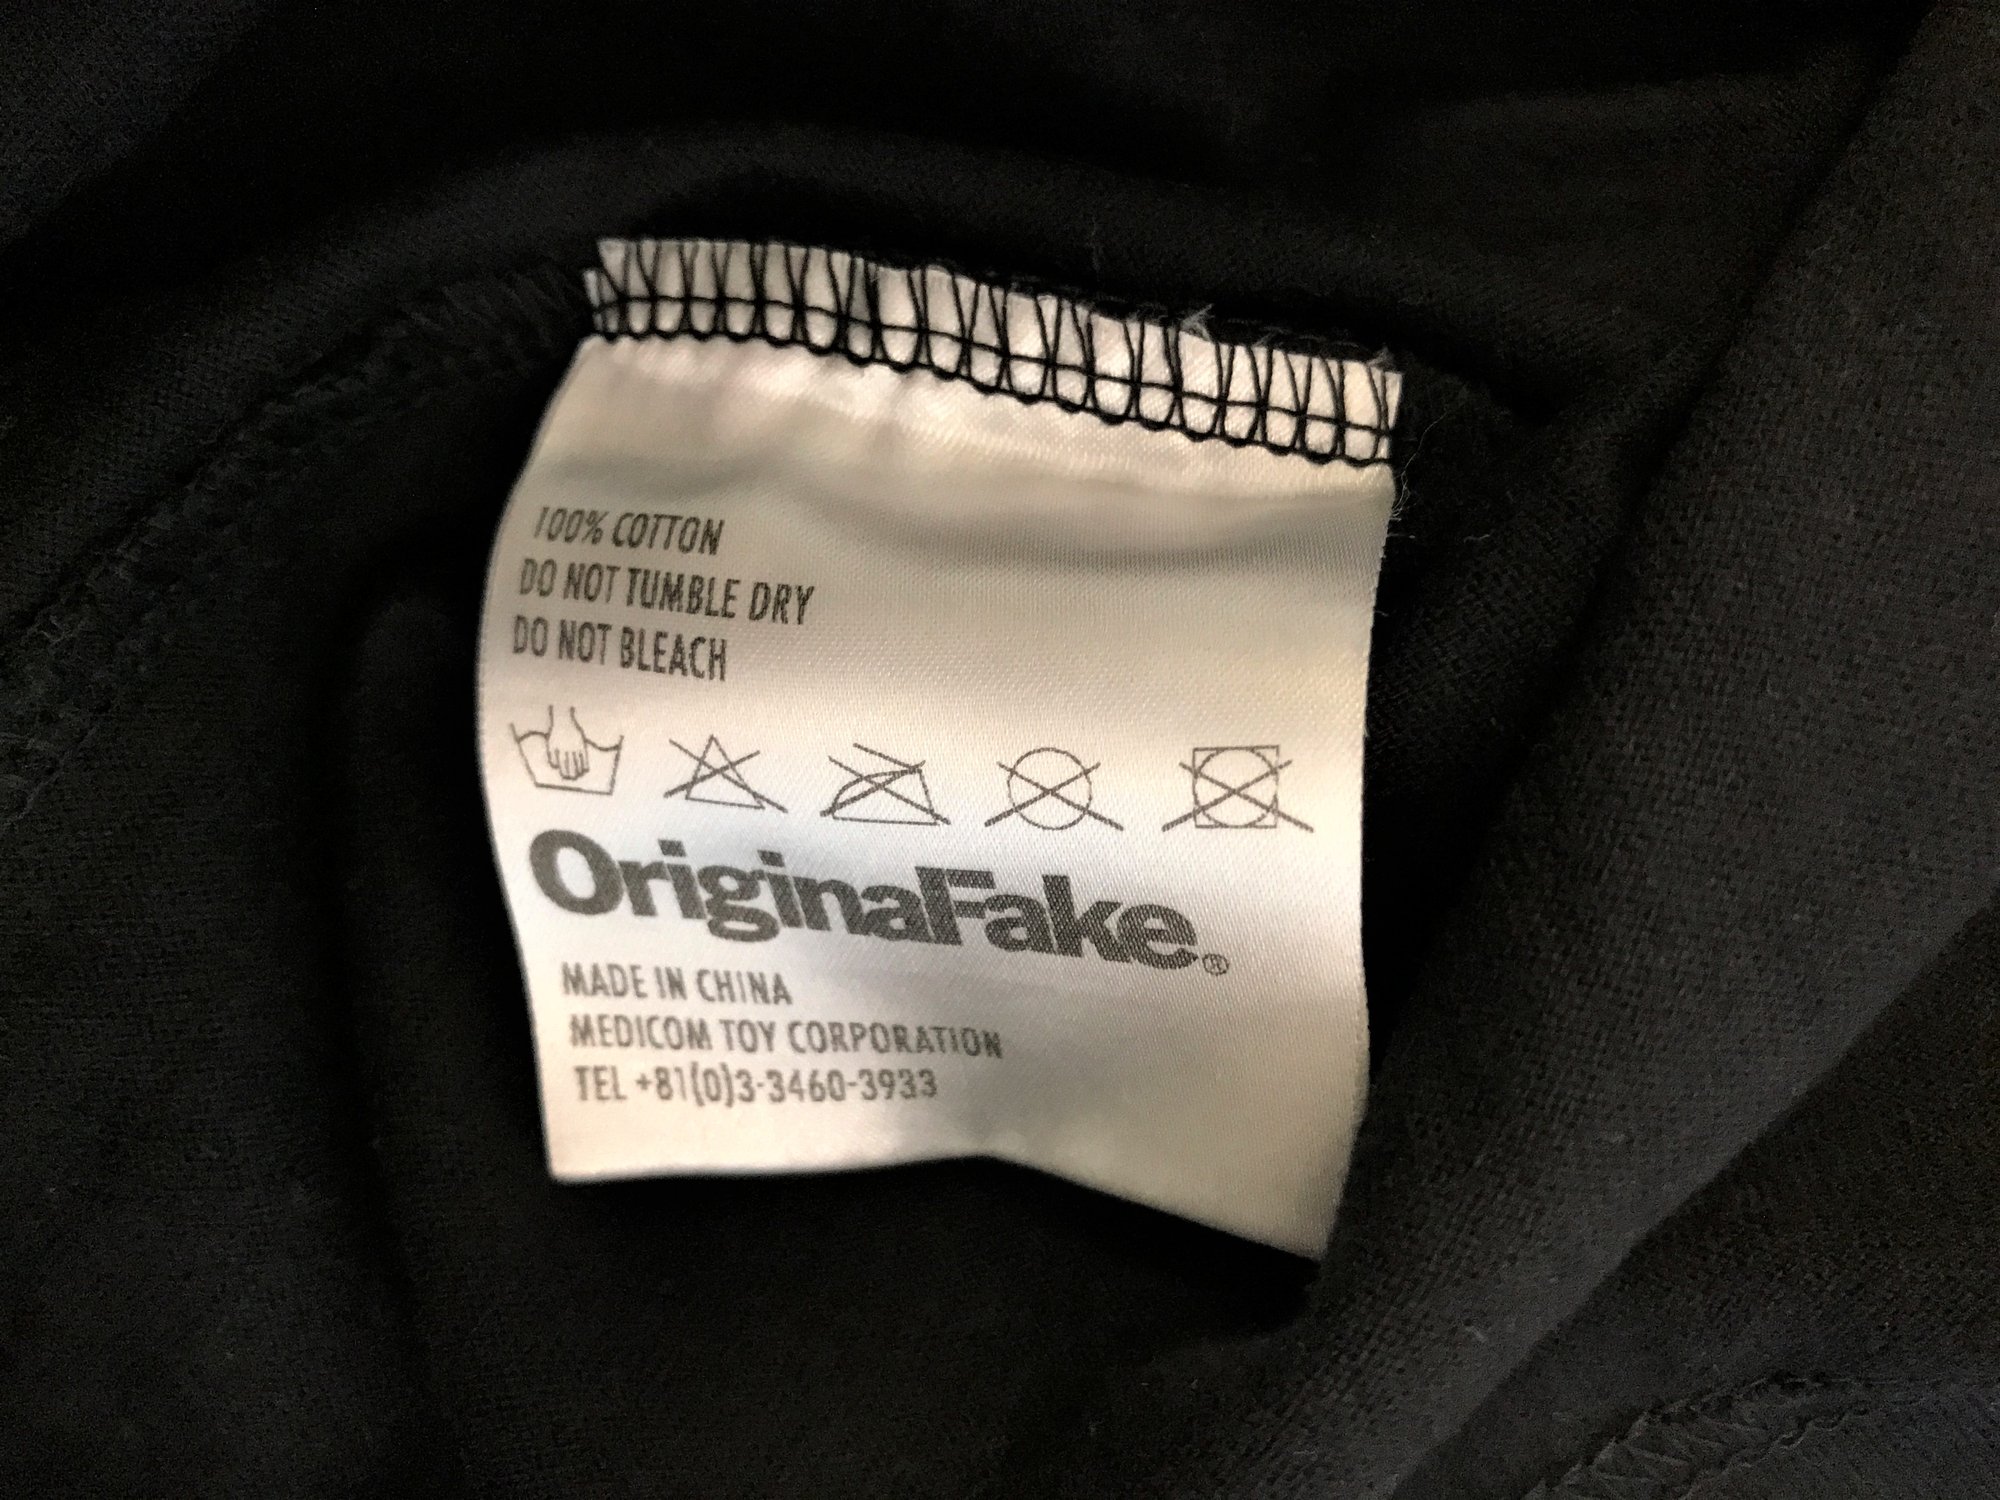 100% COTTON
DO NOT TUMBLE DRY
DO NOT BLEACH
OriginalFake®
MADE IN CHINA
MEDICOM TOY CORPORATION
TEL +81(0)3-3460-3933